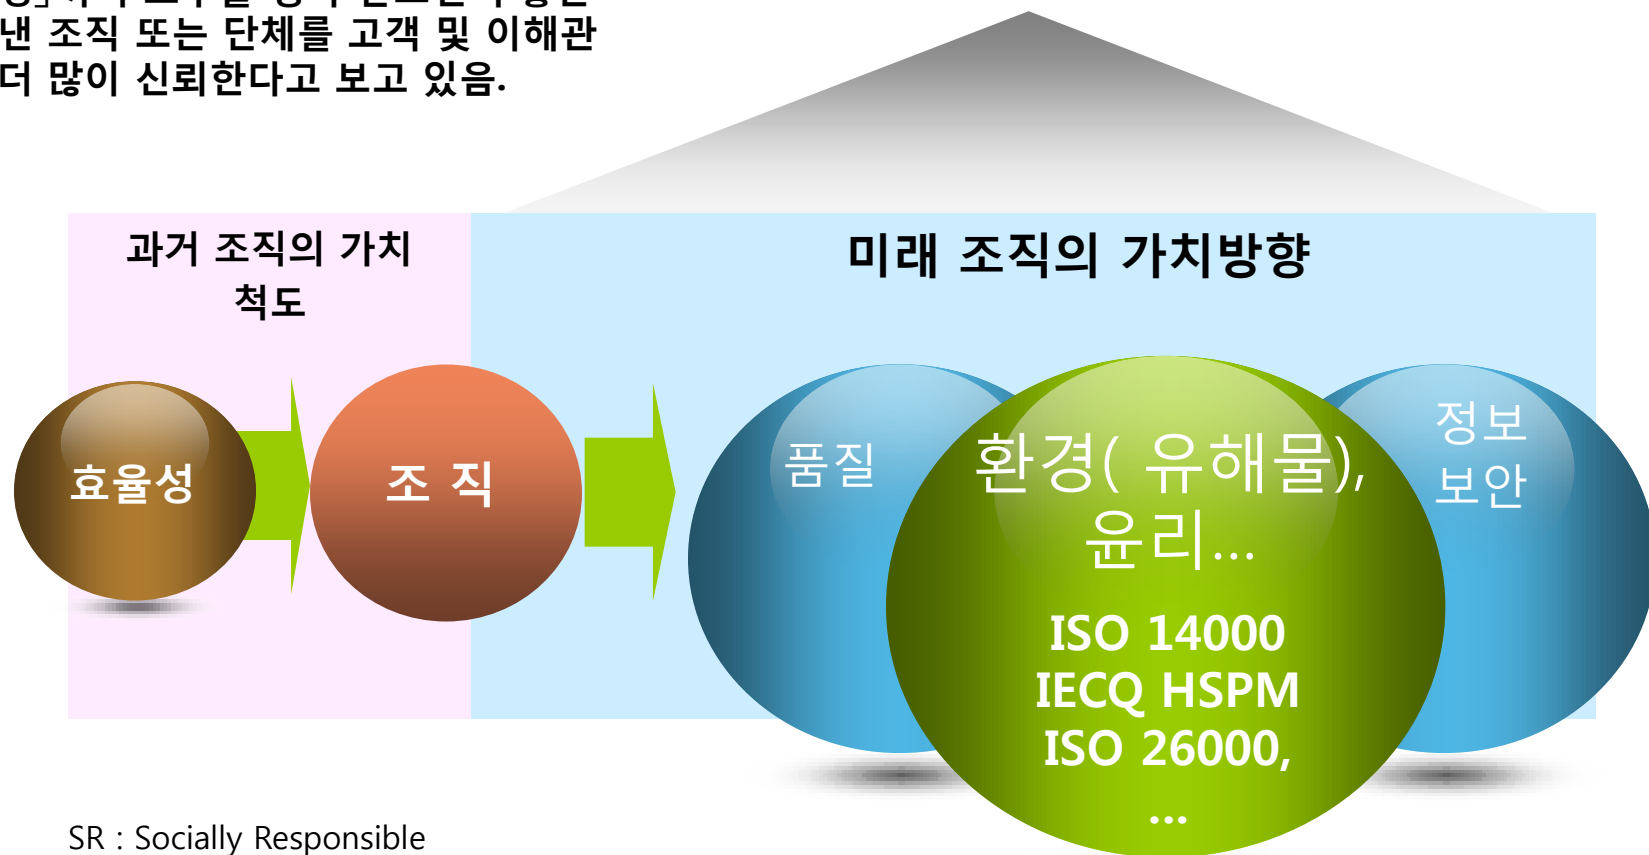 낸 조직 또는 단체를 고객 및 이해관
더 많이 신뢰한다고 보고 있음.
과거 조직의 가치
척도
미래 조직의 가치방향
효율성
조 직
품질
환경( 유해물),
윤리...
ISO 14000
IECQ HSPM
ISO 26000,
...
정보
보안
SR : Socially Responsible